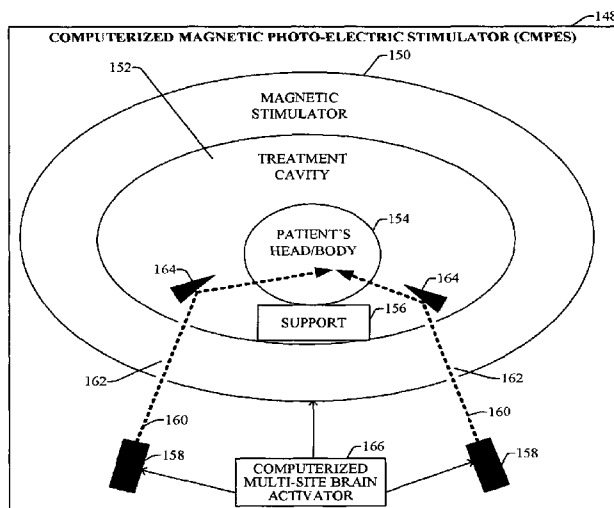 148
COMPUTERIZED MAGNETIC PHOTO-ELECTRIC STIMULATOR (CMPES)
150
152
MAGNETIC
STIMULATOR
TREATMENT
CAVITY
154
PATIENT'S
HEAD/BODY
164
164
SUPPORT
156
162
162
160
160
166
158
COMPUTERIZED
MULTI-SITE BRAIN
ACTIVATOR
158